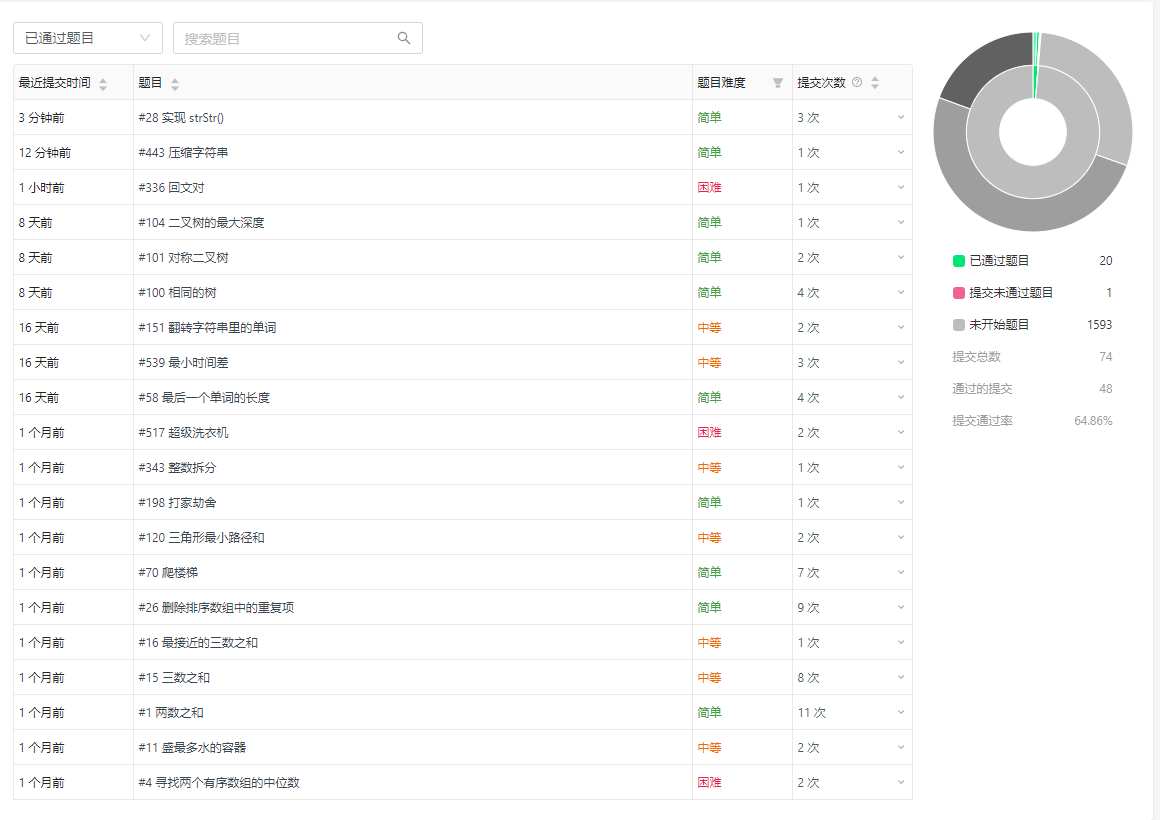 已通过题目 搜索题目
最近提交时间 题目 题目难度 提交次数
3 分钟前 #28 实现 strStr() 简单 3 次
12 分钟前 #443 压缩字符串 简单 1 次
1 小时前 #336 回文对 困难 1 次
8 天前 #104 二叉树的最大深度 简单 1 次
8 天前 #101 对称二叉树 简单 2 次
8 天前 #100 相同的树 简单 4 次
16 天前 #151 翻转字符串里的单词 中等 2 次
16 天前 #539 最小时间差 中等 3 次
16 天前 #58 最后一个单词的长度 简单 4 次
1 个月前 #517 超级洗衣机 困难 2 次
1 个月前 #343 整数拆分 中等 1 次
1 个月前 #198 打家劫舍 简单 1 次
1 个月前 #120 三角形最小路径和 中等 2 次
1 个月前 #70 爬楼梯 简单 7 次
1 个月前 #26 删除排序数组中的重复项 简单 9 次
1 个月前 #16 最接近的三数之和 中等 1 次
1 个月前 #15 三数之和 中等 8 次
1 个月前 #1 两数之和 简单 11 次
1 个月前 #11 盛最多水的容器 中等 2 次
1 个月前 #4 寻找两个有序数组的中位数 困难 2 次
已通过题目 20
提交未通过题目 1
未开始题目 1593
提交总数 74
通过的提交 48
提交通过率 64.86%